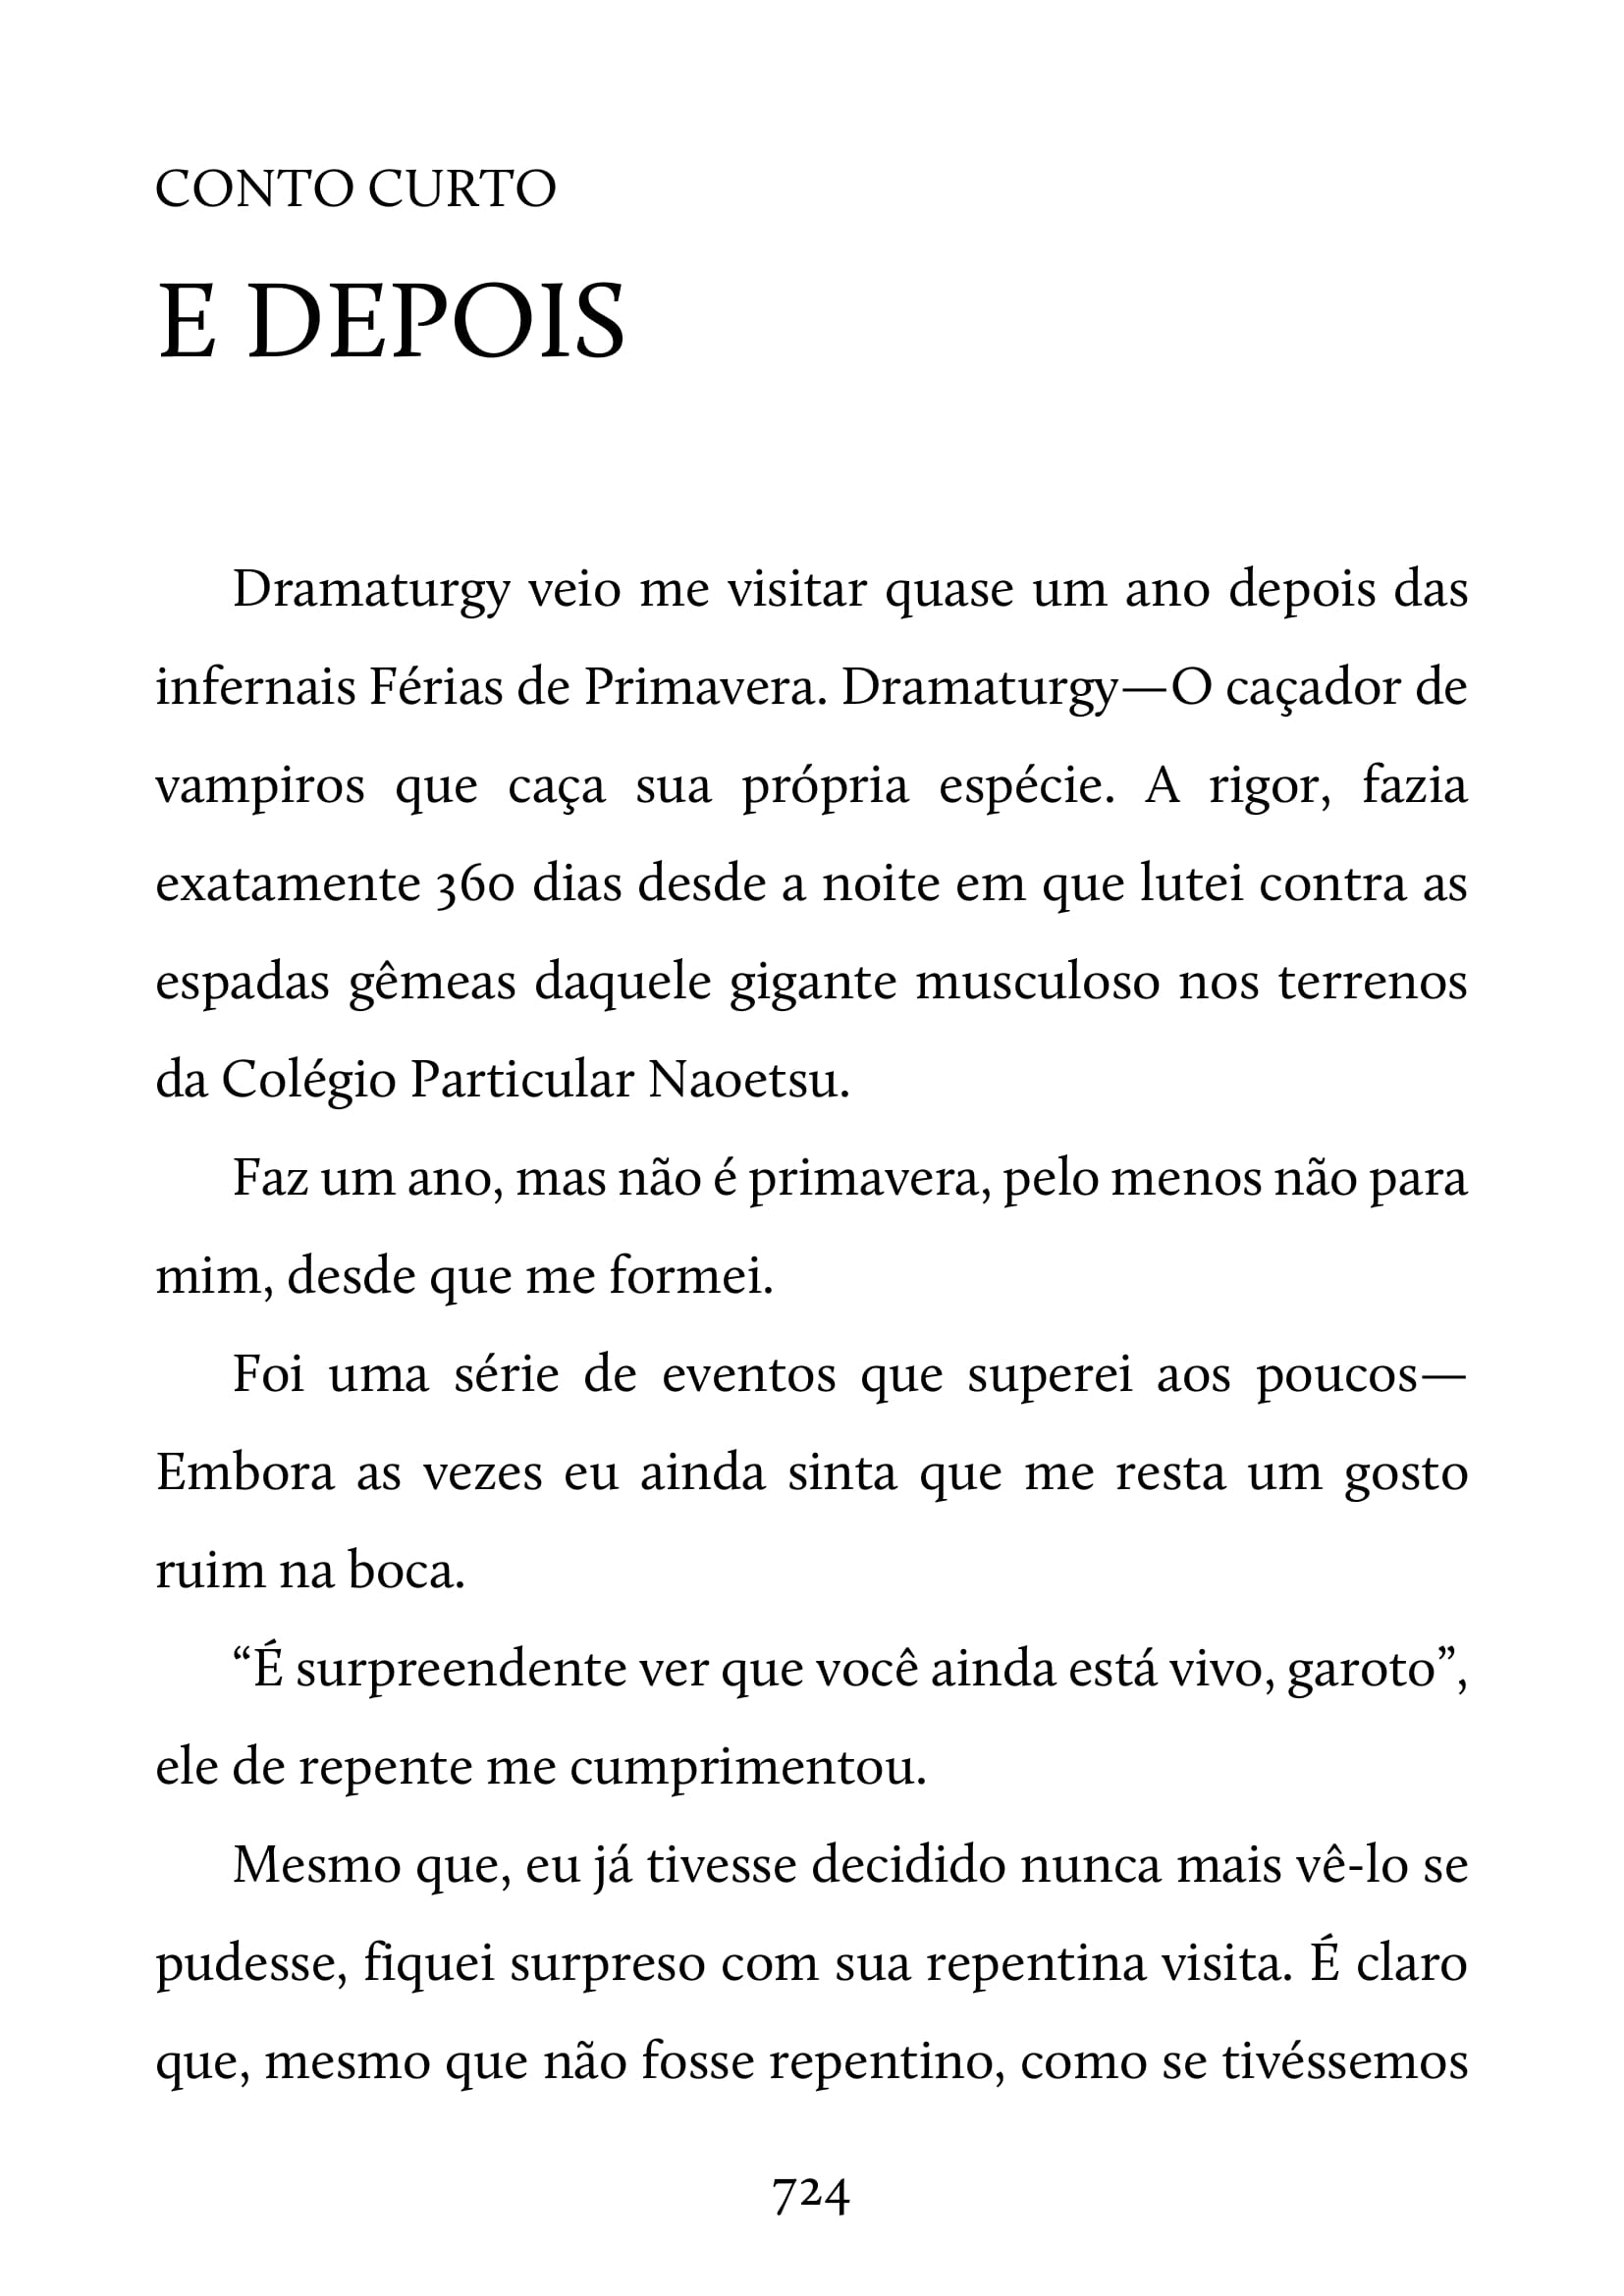 CONTO CURTO
E DEPOIS
Dramaturgy veio me visitar quase um ano depois das
infernais Férias de Primavera. Dramaturgy—O caçador de
vampiros que caça sua própria espécie. A rigor, fazia
exatamente 360 dias desde a noite em que lutei contra as
espadas gêmeas daquele gigante musculoso nos terrenos
da Colégio Particular Naoetsu.
Faz um ano, mas não é primavera, pelo menos não para
mim, desde que me formei.
Foi uma série de eventos que superei aos poucos—
Embora as vezes eu ainda sinta que me resta um gosto
ruim na boca.
“É surpreendente ver que você ainda está vivo, garoto”,
ele de repente me cumprimentou.
Mesmo que, eu já tivesse decidido nunca mais vê-lo se
pudesse, fiquei surpreso com sua repentina visita. É claro
que, mesmo que não fosse repentino, como se tivéssemos
724